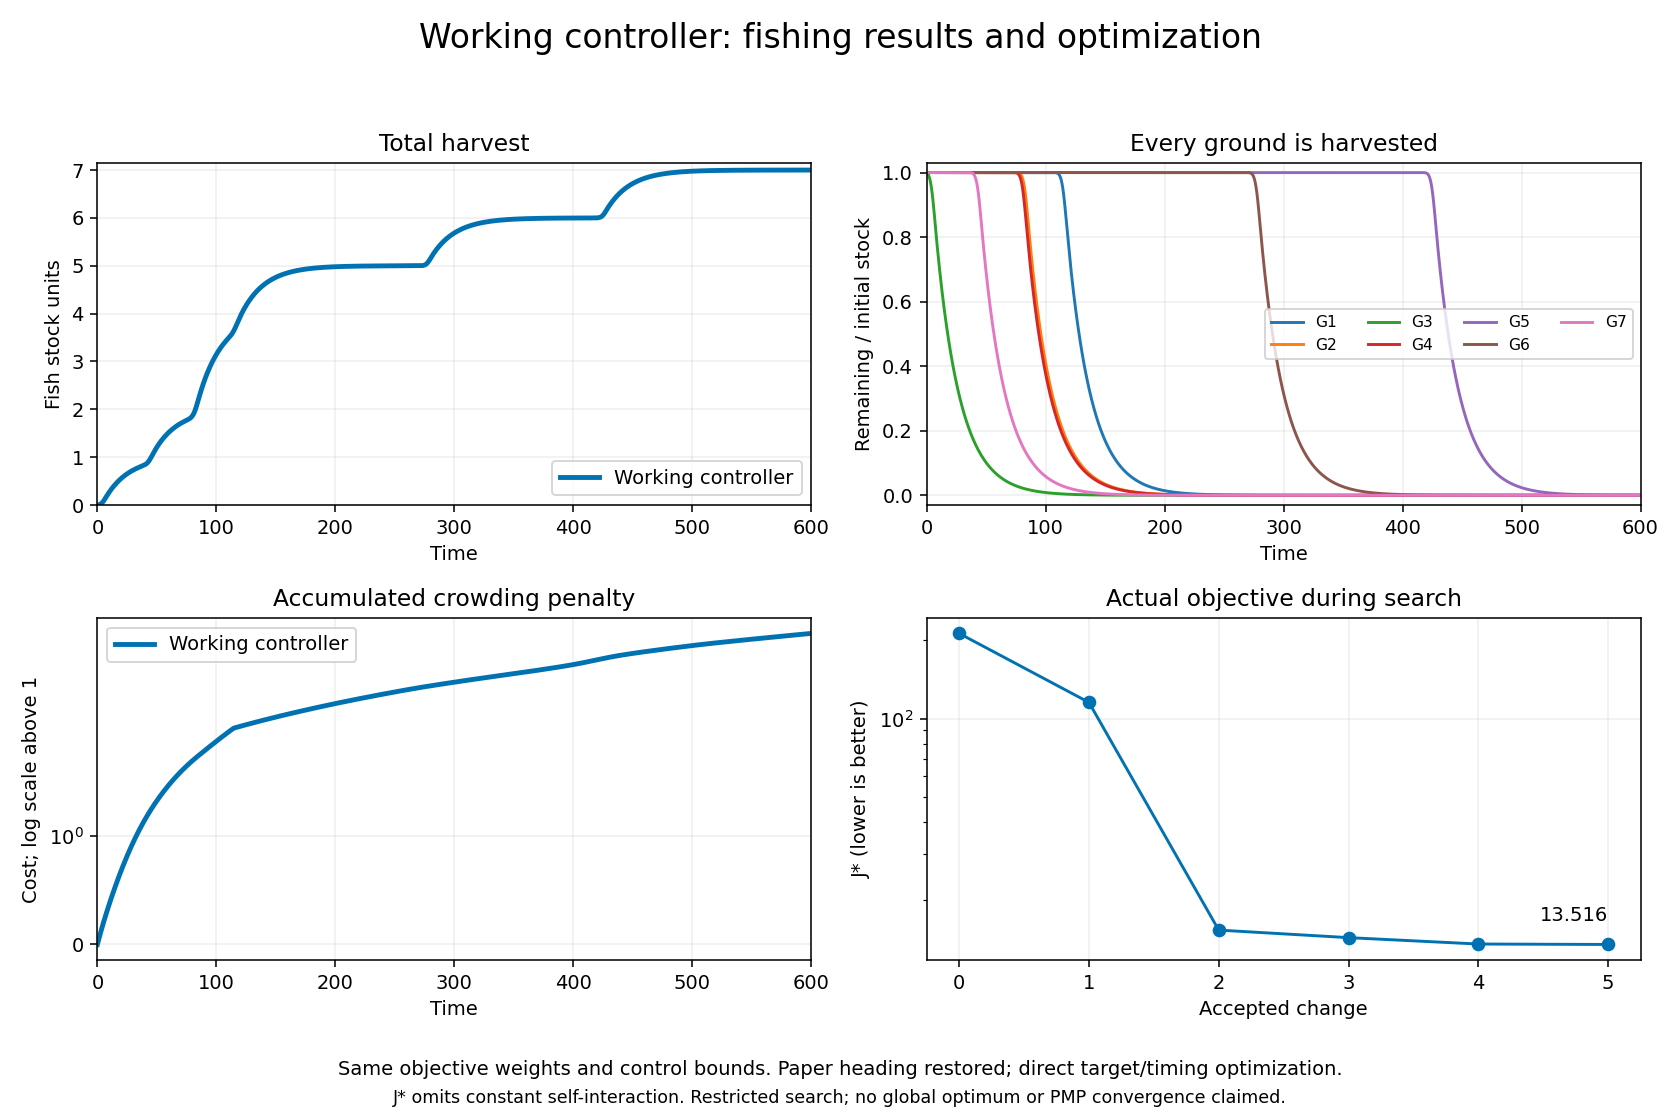 Working controller: fishing results and optimization
Total harvest
Fish stock units
7
6
5
4
3
2
1
0
0 100 200 300 400 500 600
Time
Working controller
Every ground is harvested
Remaining / initial stock
1.0
0.8
0.6
0.4
0.2
0.0
0 100 200 300 400 500 600
Time
G1 G3 G5 G7
G2 G4 G6
Accumulated crowding penalty
Cost; log scale above 1
Working controller
10⁰
0
0 100 200 300 400 500 600
Time
Actual objective during search
J* (lower is better)
10²
13.516
0 1 2 3 4 5
Accepted change
Same objective weights and control bounds. Paper heading restored; direct target/timing optimization.
J* omits constant self-interaction. Restricted search; no global optimum or PMP convergence claimed.